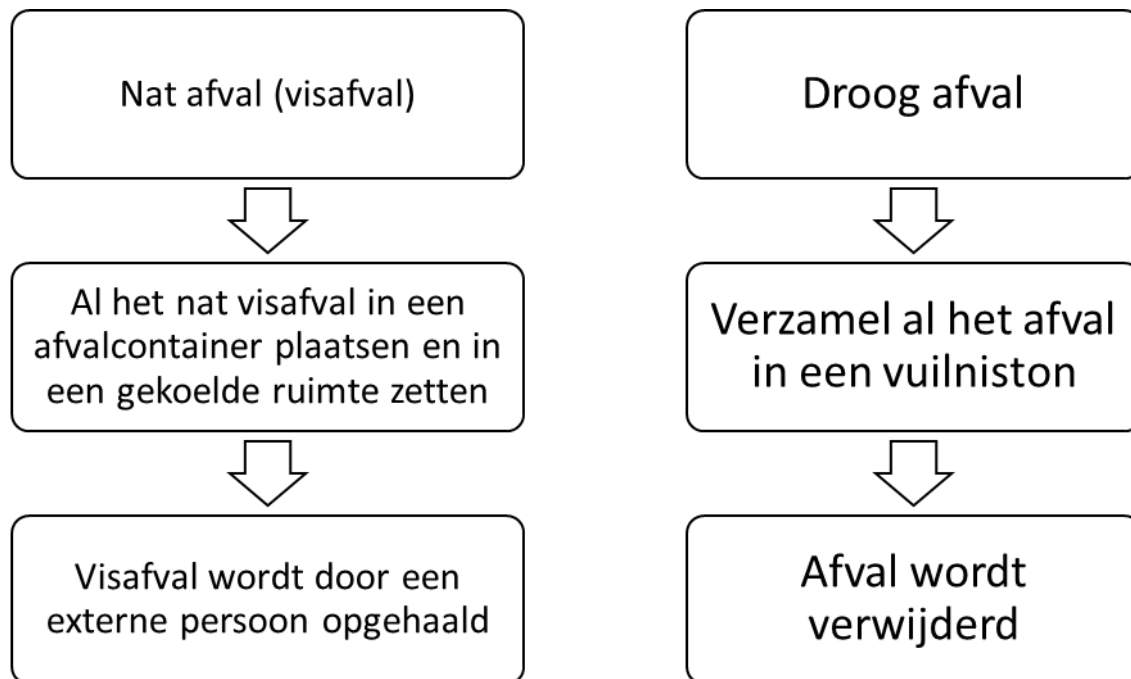 Nat afval (visafval)
Al het nat visafval in een
afvalcontainer plaatsen en in
een gekoelde ruimte zetten
Visafval wordt door een
externe persoon opgehaald
Droog afval
Verzamel al het afval
in een vuilniston
Afval wordt
verwijderd